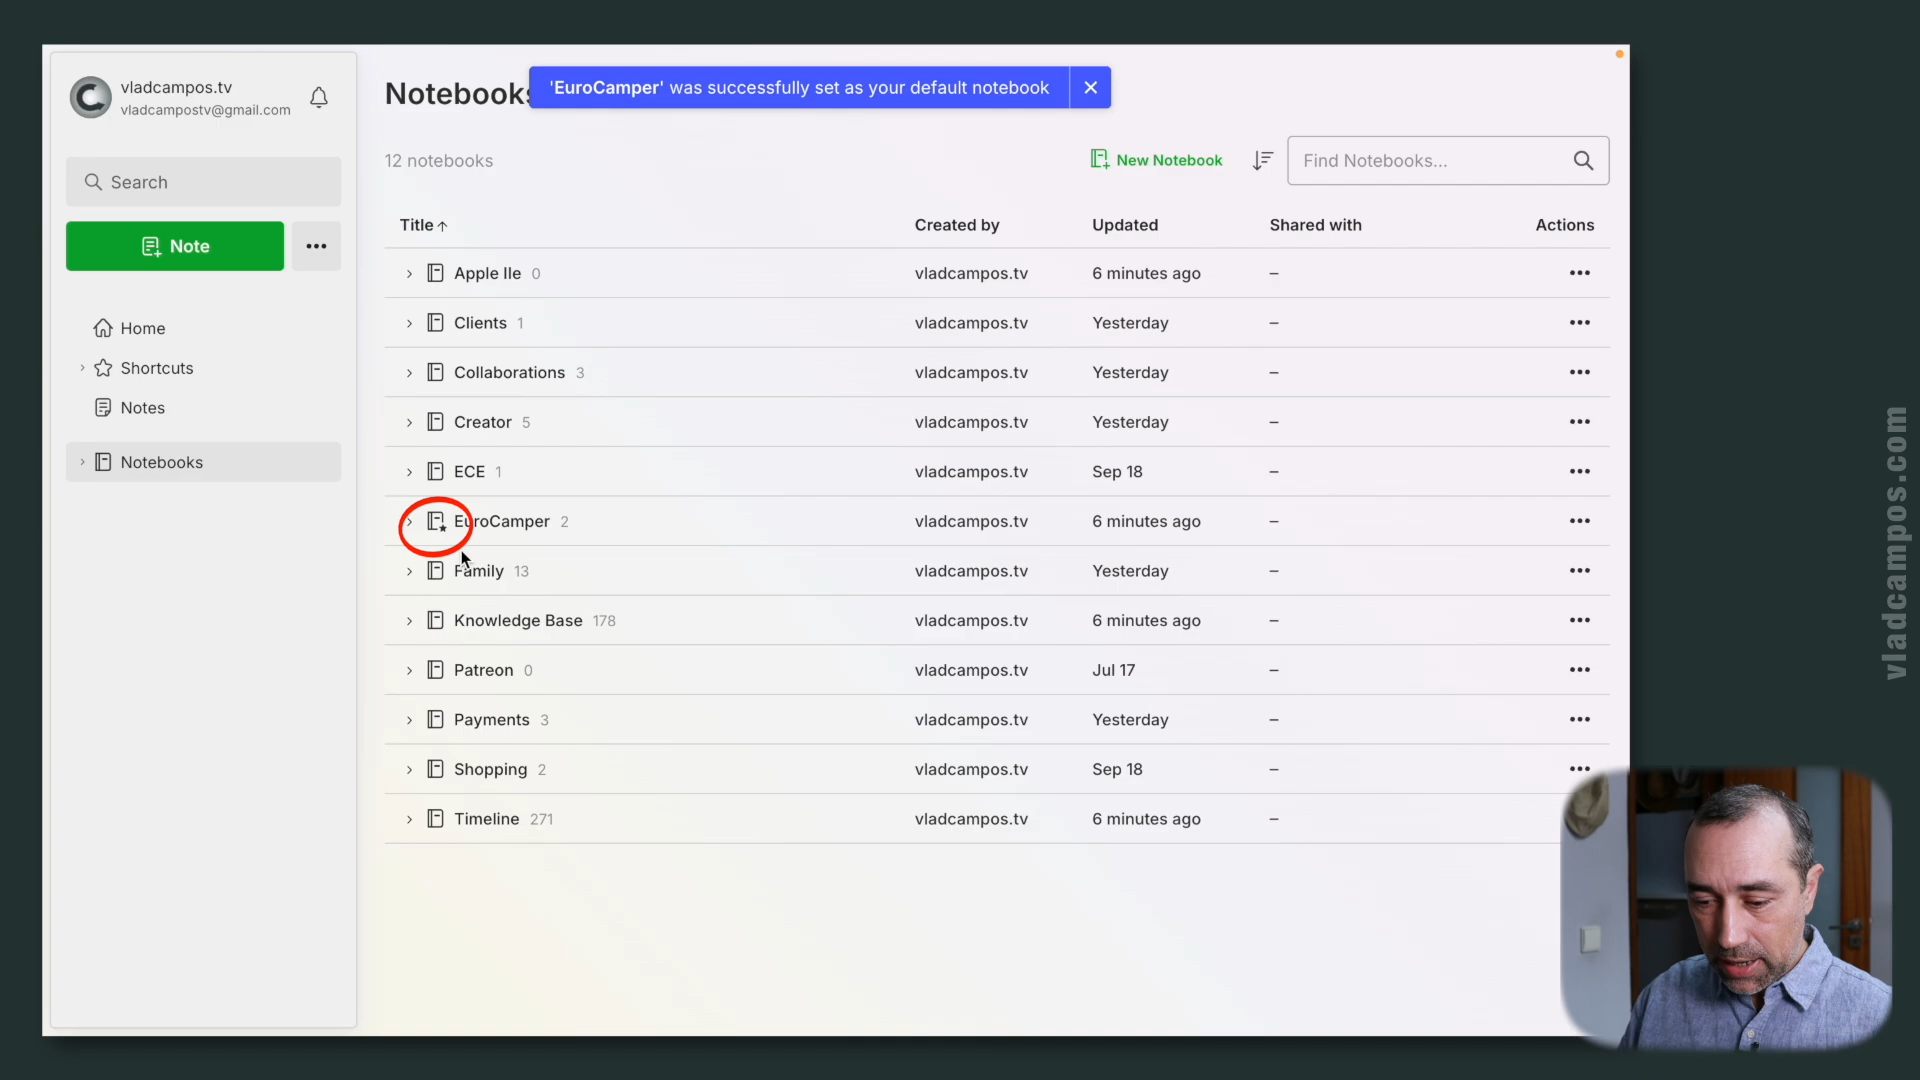 vladcampos.tv
vladcampostv@gmail.com
Search
Note
Home
Shortcuts
Notes
Notebooks
Notebooks
'EuroCamper' was successfully set as your default notebook
12 notebooks
New Notebook
Find Notebooks...
Title Created by Updated Shared with Actions
Apple IIe 0 vladcampos.tv 6 minutes ago –
Clients 1 vladcampos.tv Yesterday –
Collaborations 3 vladcampos.tv Yesterday –
Creator 5 vladcampos.tv Yesterday –
ECE 1 vladcampos.tv Sep 18 –
EuroCamper 2 vladcampos.tv 6 minutes ago –
Family 13 vladcampos.tv Yesterday –
Knowledge Base 178 vladcampos.tv 6 minutes ago –
Patreon 0 vladcampos.tv Jul 17 –
Payments 3 vladcampos.tv Yesterday –
Shopping 2 vladcampos.tv Sep 18 –
Timeline 271 vladcampos.tv 6 minutes ago –
vladcampos.com